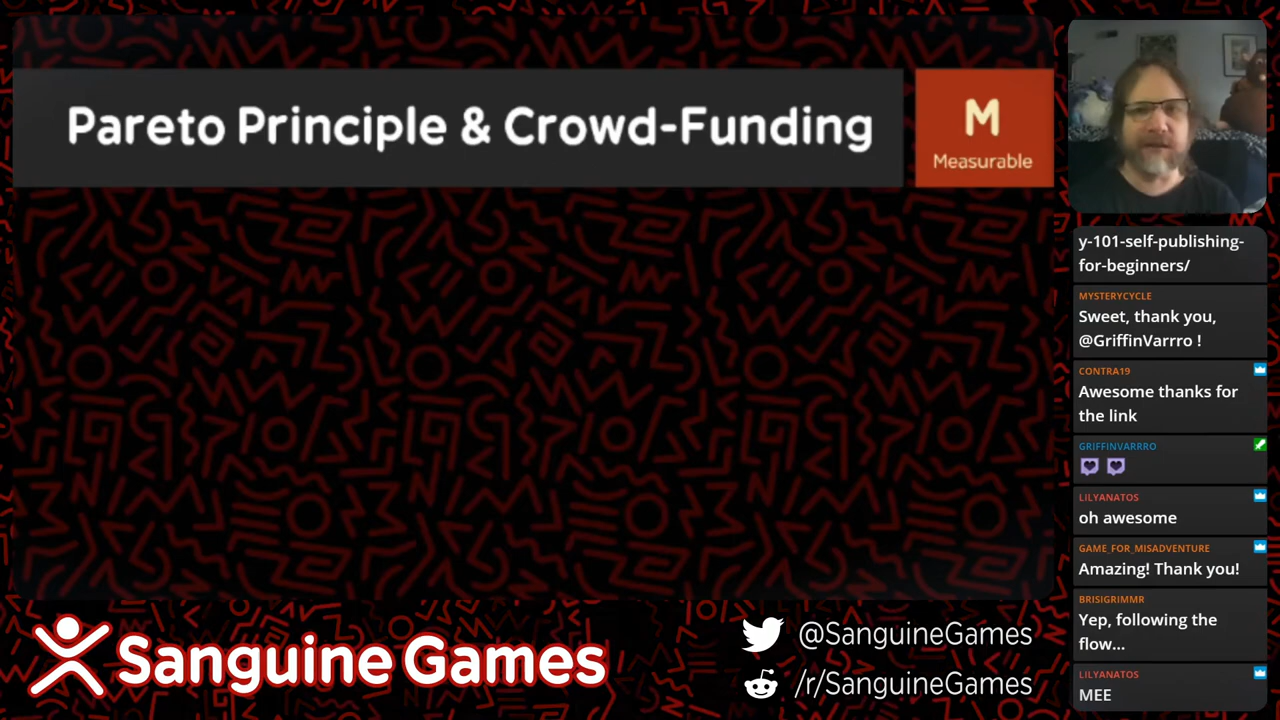 Pareto Principle & Crowd-Funding
M
Measurable
y-101-self-publishing-
for-beginners/
MYSTERYCYCLE
Sweet, thank you,
@GriffinVarrro !
CONTRA19
Awesome thanks for
the link
GRIFFINVARRRO
LILYANATOS
oh awesome
GAME_FOR_MISADVENTURE
Amazing! Thank you!
BRISIGRIMMR
Yep, following the
flow...
LILYANATOS
MEE
Sanguine Games
@SanguineGames
/r/SanguineGames